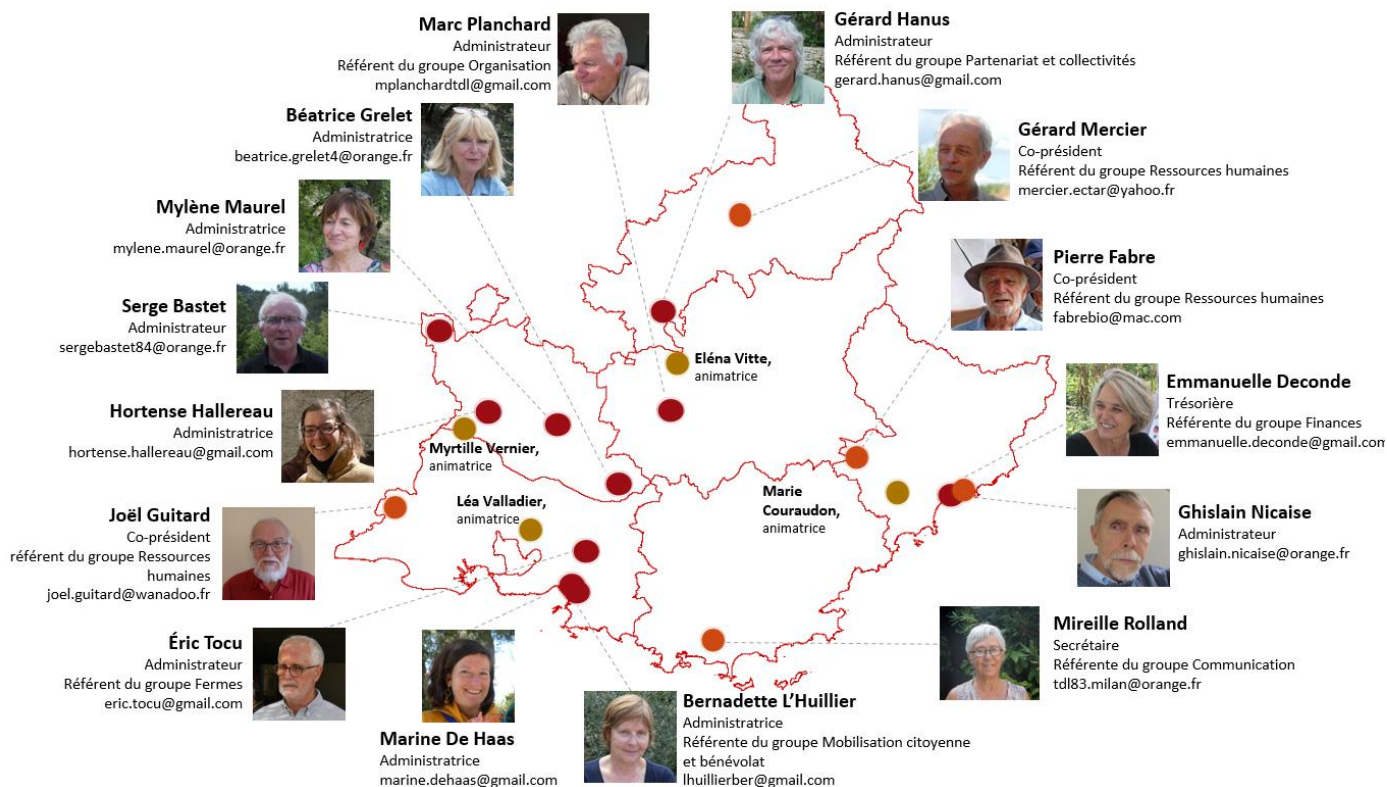 Marc Planchard
Administrateur
Référent du groupe Organisation
mplanchardtdl@gmail.com
Gérard Hanus
Administrateur
Référent du groupe Partenariat et collectivités
gerard.hanus@gmail.com
Béatrice Grelet
Administratrice
beatrice.grelet4@orange.fr
Gérard Mercier
Co-président
Référent du groupe Ressources humaines
mercier.ectar@yahoo.fr
Mylène Maurel
Administratrice
mylene.maurel@orange.fr
Pierre Fabre
Co-président
Référent du groupe Ressources humaines
fabrebio@mac.com
Serge Bastet
Administrateur
sergebastet84@orange.fr
Eléna Vitte,
animatrice
Emmanuelle Deconde
Trésorière
Référente du groupe Finances
emmanuelle.deconde@gmail.com
Hortense Hallereau
Administratrice
hortense.hallereau@gmail.com
Myrtille Vernier,
animatrice
Léa Valladier,
animatrice
Marie
Couraudon,
animatrice
Joël Guitard
Co-président
référent du groupe Ressources
humaines
joel.guitard@wanadoo.fr
Ghislain Nicaise
Administrateur
ghislain.nicaise@orange.fr
Éric Tocu
Administrateur
Référent du groupe Fermes
eric.tocu@gmail.com
Mireille Rolland
Secrétaire
Référente du groupe Communication
tdl83.milan@orange.fr
Marine De Haas
Administratrice
marine.dehaas@gmail.com
Bernadette L'Huillier
Administratrice
Référente du groupe Mobilisation citoyenne
et bénévolat
lhuillierber@gmail.com